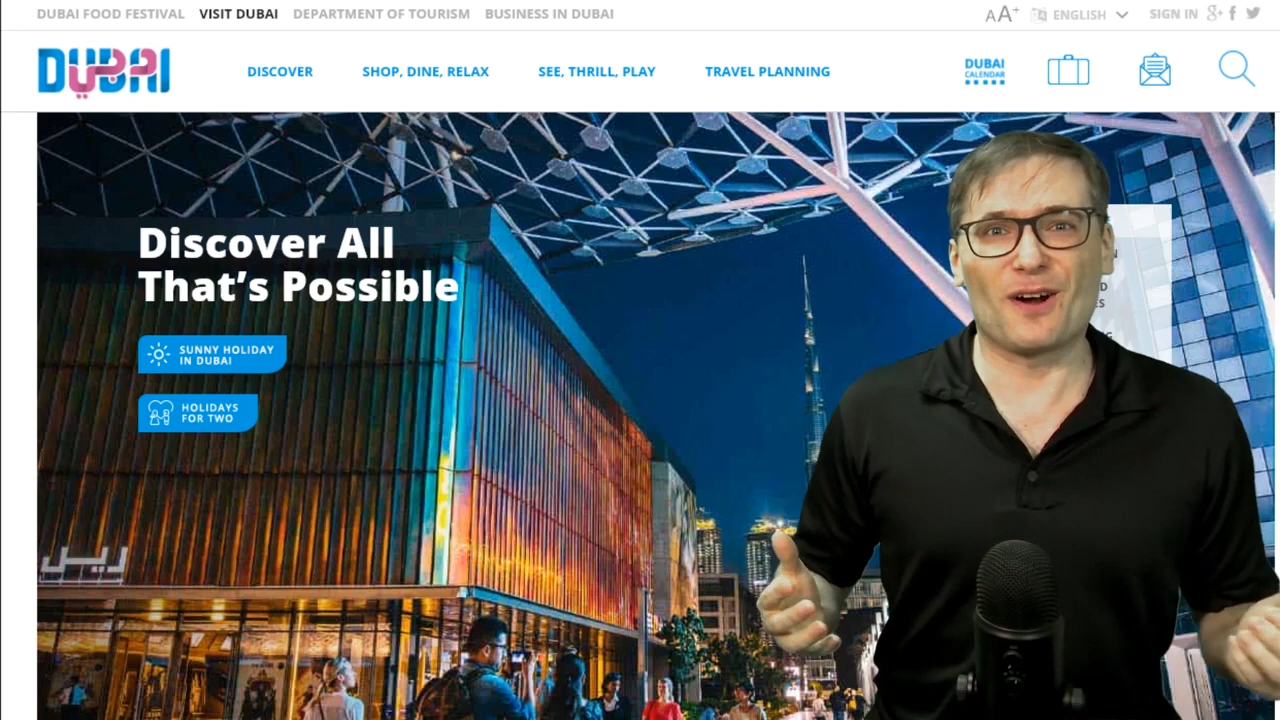 DUBAI FOOD FESTIVAL VISIT DUBAI DEPARTMENT OF TOURISM BUSINESS IN DUBAI
A A+ ENGLISH SIGN IN
DUBAI
DISCOVER SHOP, DINE, RELAX SEE, THRILL, PLAY TRAVEL PLANNING
DUBAI
CALENDAR
Discover All
That’s Possible
SUNNY HOLIDAY
IN DUBAI
HOLIDAYS
FOR TWO
ريل